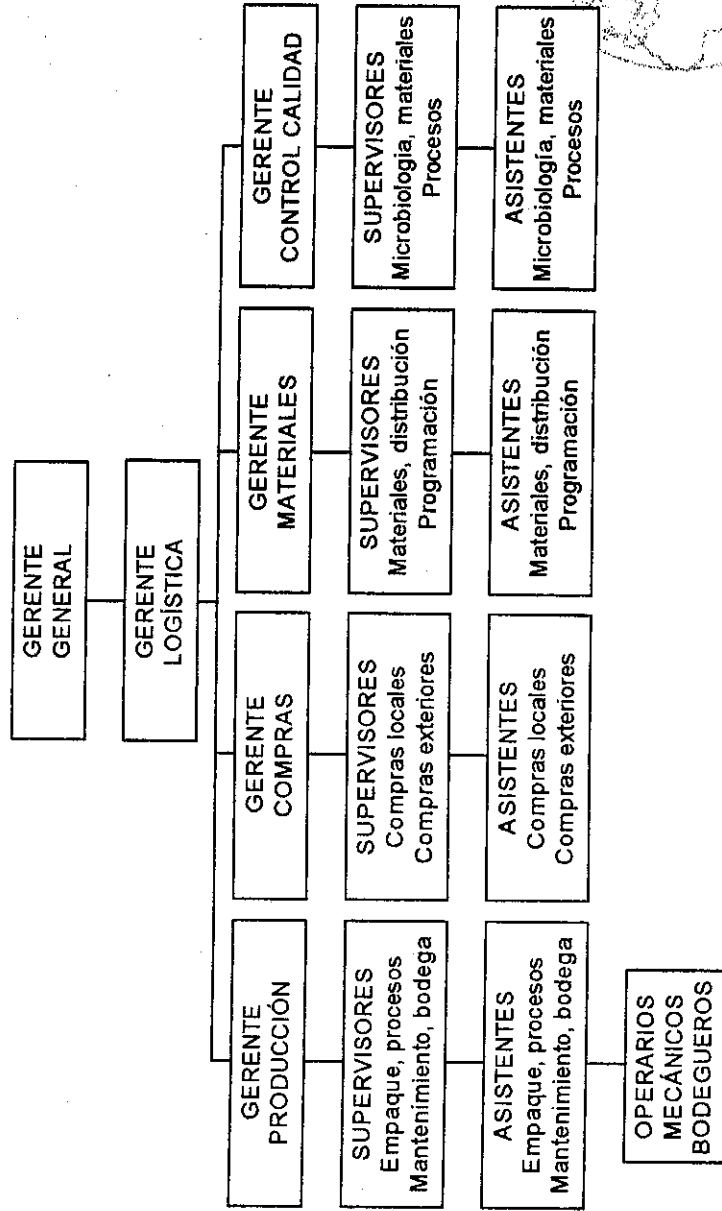 GERENTE
GENERAL
GERENTE
LOGÍSTICA
GERENTE
PRODUCCIÓN
GERENTE
COMPRAS
GERENTE
MATERIALES
GERENTE
CONTROL CALIDAD
SUPERVISORES
Empaque, procesos
Mantenimiento, bodega
SUPERVISORES
Compras locales
Compras exteriores
SUPERVISORES
Materiales, distribución
Programación
SUPERVISORES
Microbiología, materiales
Procesos
ASISTENTES
Empaque, procesos
Mantenimiento, bodega
ASISTENTES
Compras locales
Compras exteriores
ASISTENTES
Materiales, distribución
Programación
ASISTENTES
Microbiología, materiales
Procesos
OPERARIOS
MECÁNICOS
BODEGUEROS